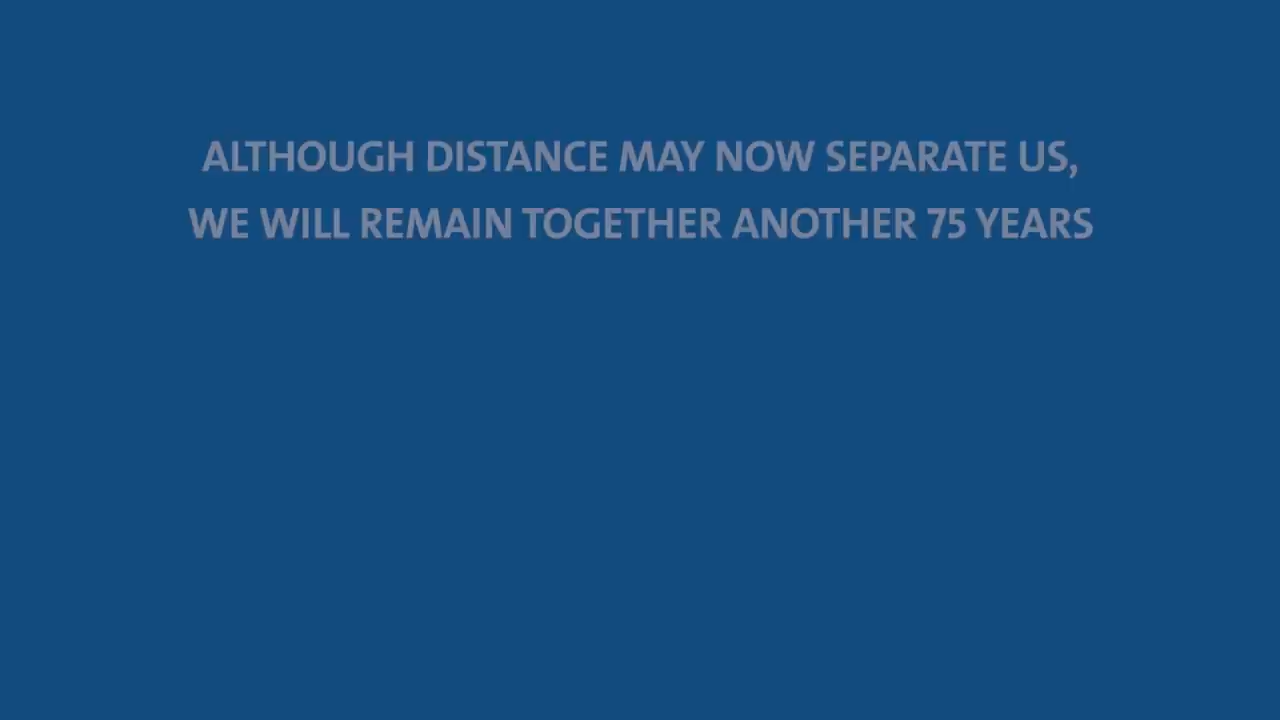 ALTHOUGH DISTANCE MAY NOW SEPARATE US,
WE WILL REMAIN TOGETHER ANOTHER 75 YEARS